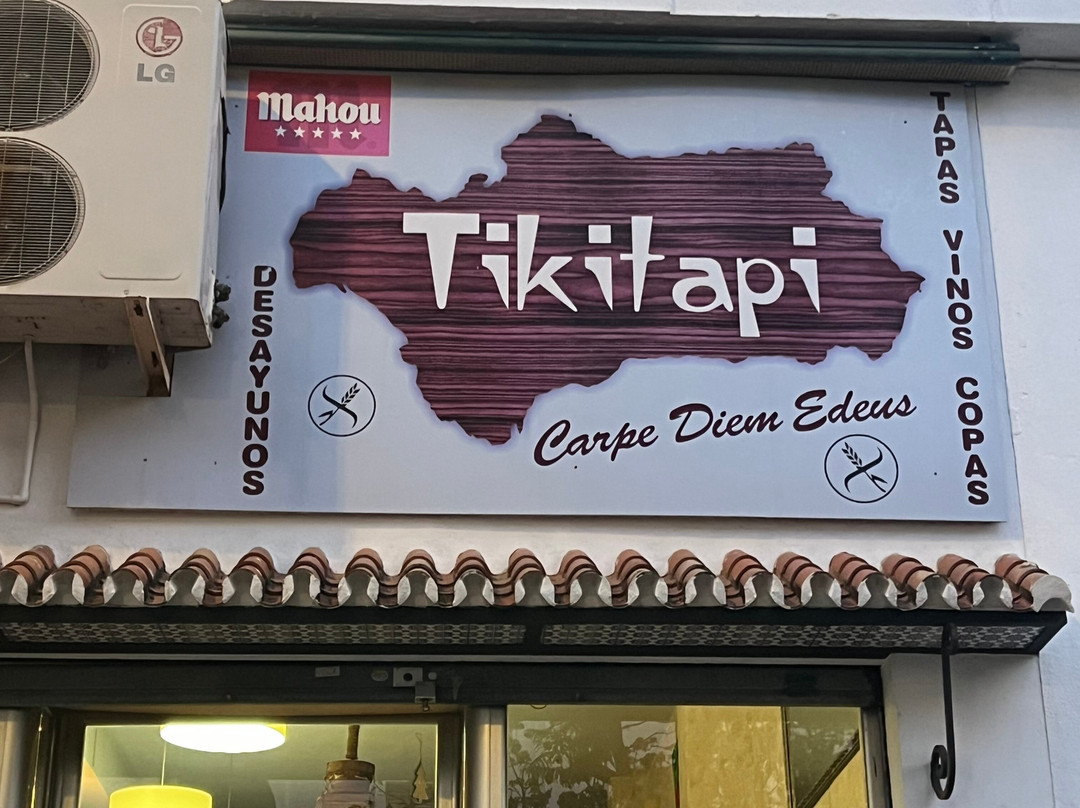 LG
Mahou
Tikitapi
Carpe Diem Edeus
DESAYUNOS
TAPAS VINOS COPAS